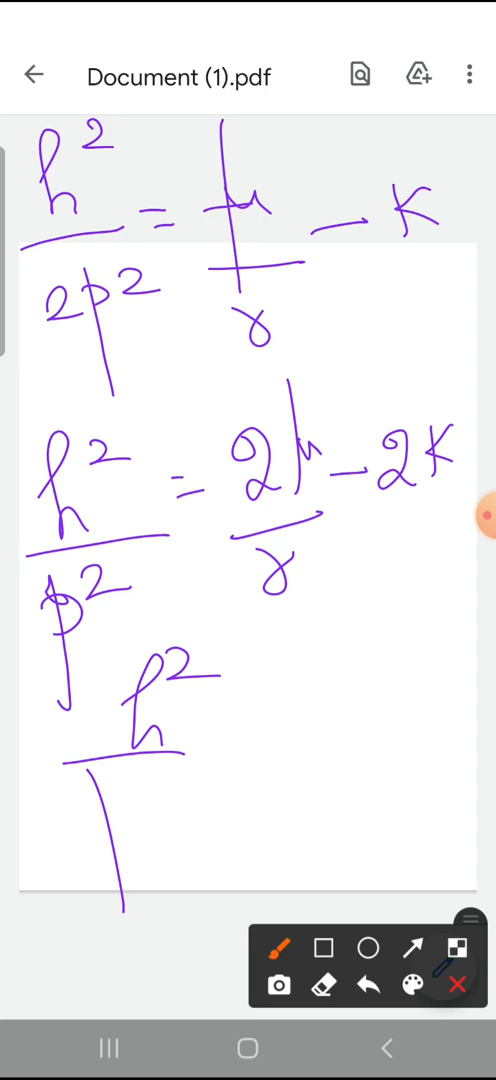 Document (1).pdf
h²/2p² = μ/r - K
h²/p² = 2μ/r - 2K
h²